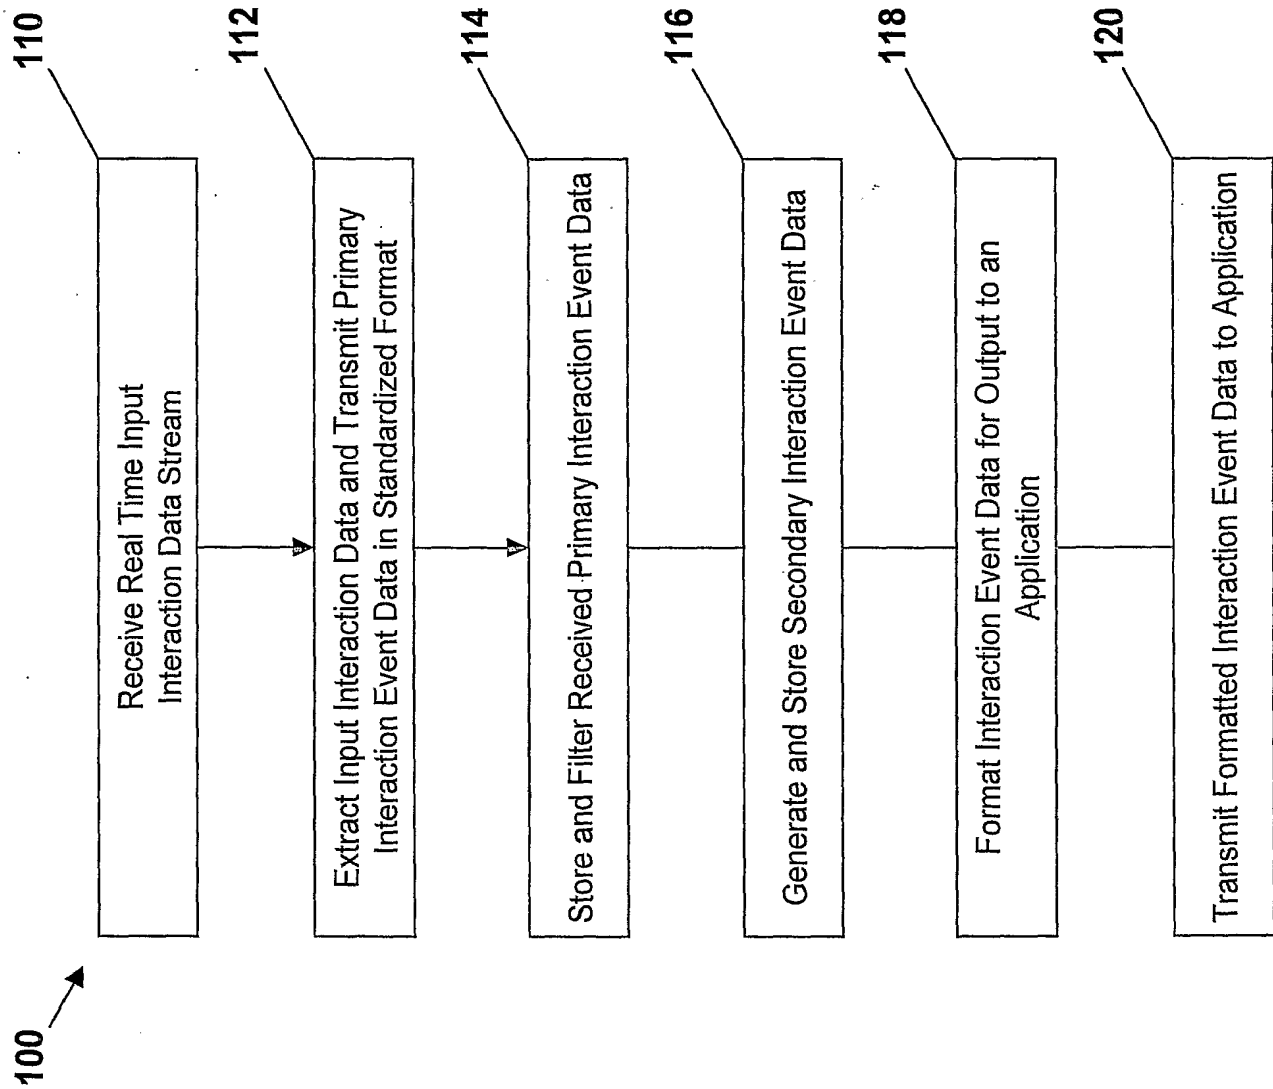 100
110
Receive Real Time Input
Interaction Data Stream
112
Extract Input Interaction Data and Transmit Primary
Interaction Event Data in Standardized Format
114
Store and Filter Received Primary Interaction Event Data
116
Generate and Store Secondary Interaction Event Data
118
Format Interaction Event Data for Output to an
Application
120
Transmit Formatted Interaction Event Data to Application